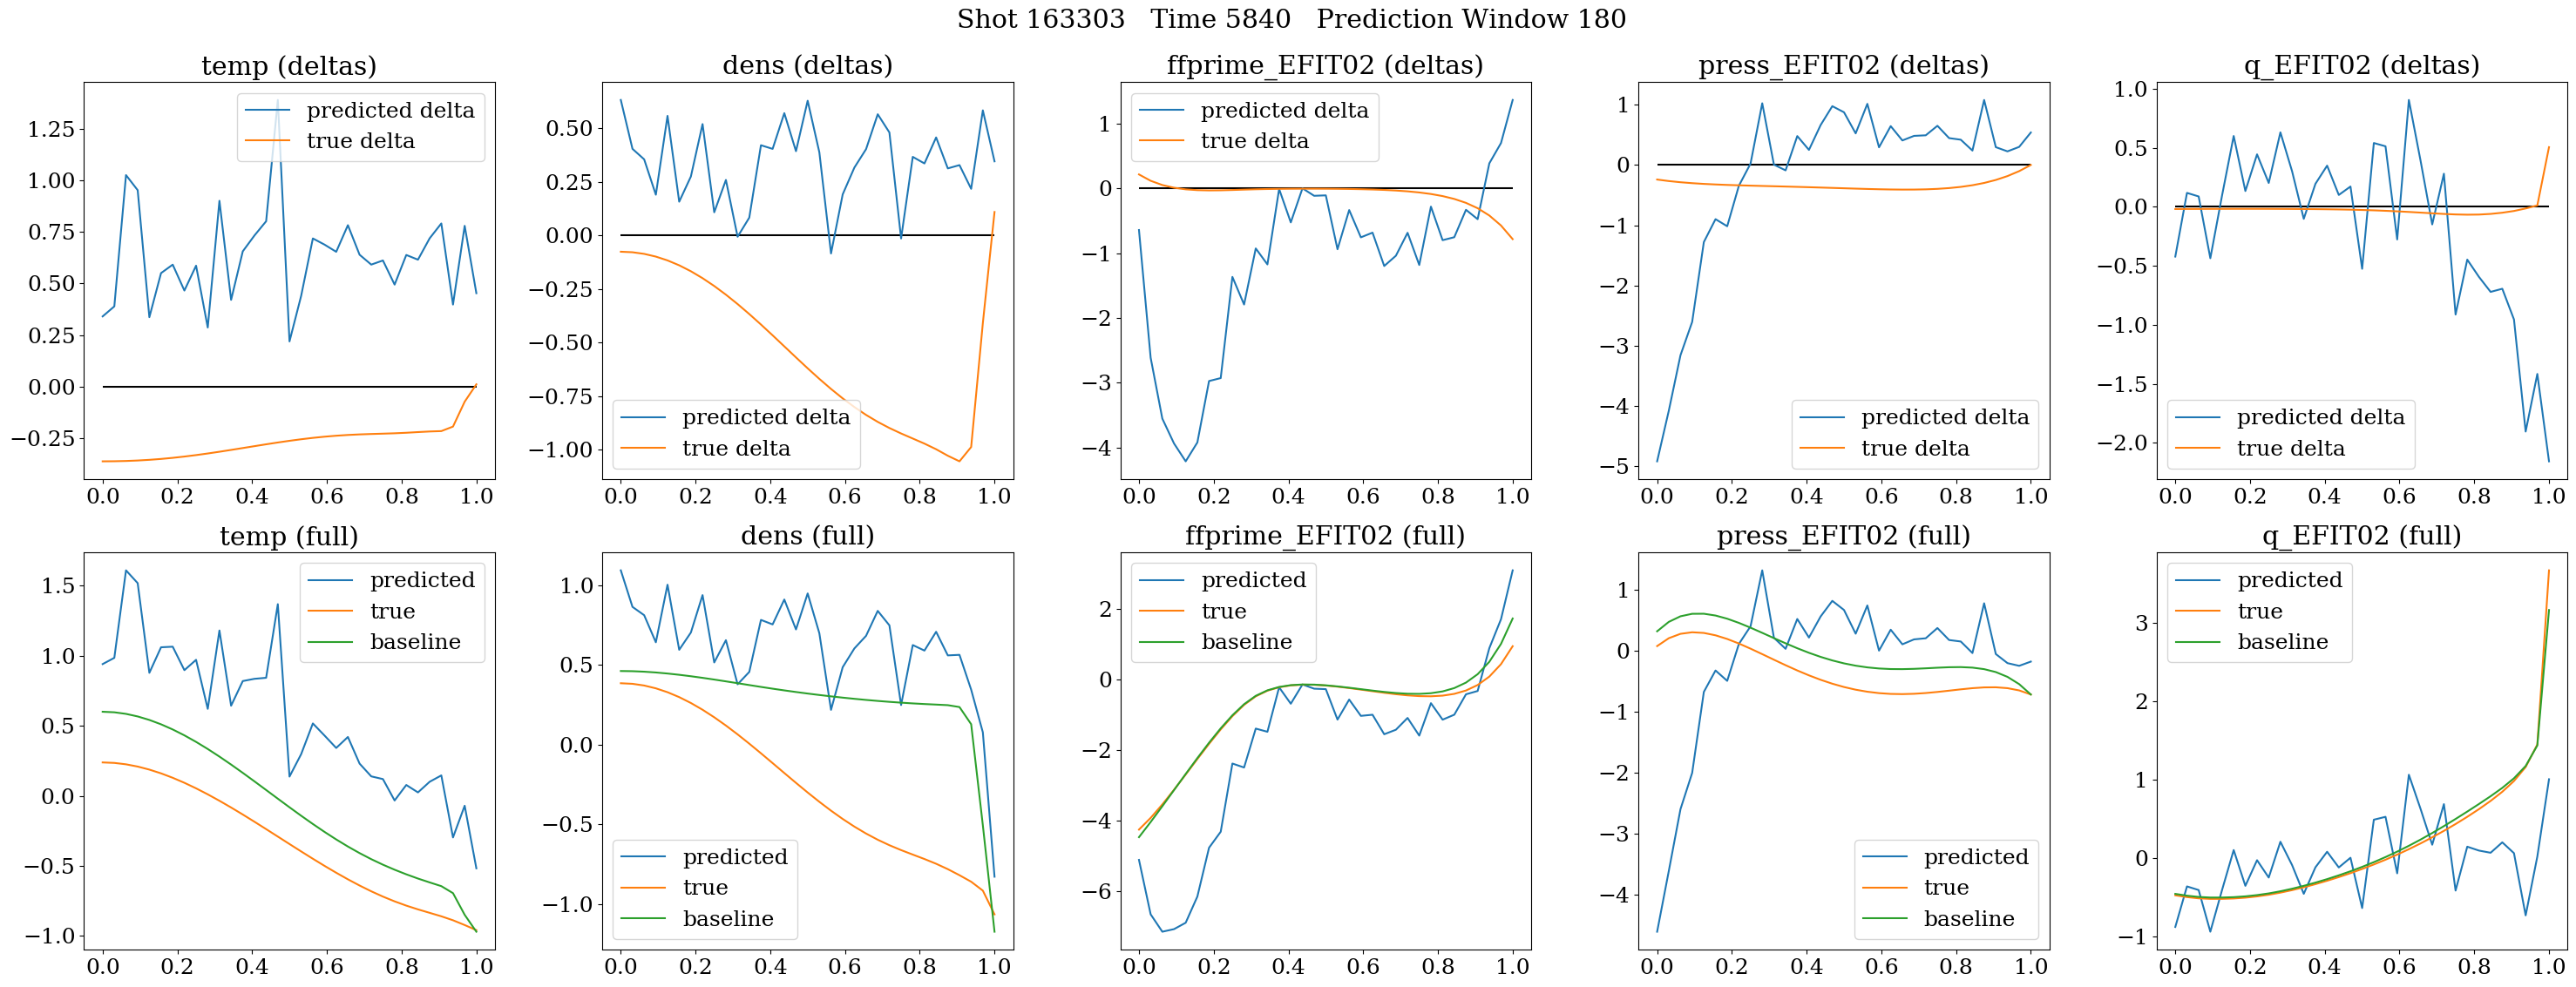 Shot 163303   Time 5840   Prediction Window 180
temp (deltas)
1.25
1.00
0.75
0.50
0.25
0.00
−0.25
predicted delta
true delta
0.0 0.2 0.4 0.6 0.8 1.0
dens (deltas)
0.50
0.25
0.00
−0.25
−0.50
−0.75
−1.00
predicted delta
true delta
0.0 0.2 0.4 0.6 0.8 1.0
ffprime_EFIT02 (deltas)
1
0
−1
−2
−3
−4
predicted delta
true delta
0.0 0.2 0.4 0.6 0.8 1.0
press_EFIT02 (deltas)
1
0
−1
−2
−3
−4
−5
predicted delta
true delta
0.0 0.2 0.4 0.6 0.8 1.0
q_EFIT02 (deltas)
1.0
0.5
0.0
−0.5
−1.0
−1.5
−2.0
predicted delta
true delta
0.0 0.2 0.4 0.6 0.8 1.0
temp (full)
1.5
1.0
0.5
0.0
−0.5
−1.0
predicted
true
baseline
0.0 0.2 0.4 0.6 0.8 1.0
dens (full)
1.0
0.5
0.0
−0.5
−1.0
predicted
true
baseline
0.0 0.2 0.4 0.6 0.8 1.0
ffprime_EFIT02 (full)
2
0
−2
−4
−6
predicted
true
baseline
0.0 0.2 0.4 0.6 0.8 1.0
press_EFIT02 (full)
1
0
−1
−2
−3
−4
predicted
true
baseline
0.0 0.2 0.4 0.6 0.8 1.0
q_EFIT02 (full)
3
2
1
0
−1
predicted
true
baseline
0.0 0.2 0.4 0.6 0.8 1.0